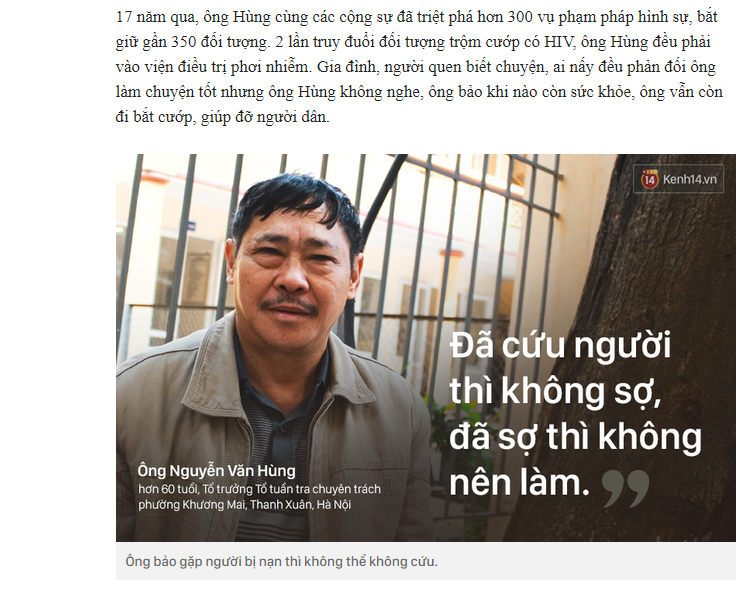 17 năm qua, ông Hùng cùng các cộng sự đã triệt phá hơn 300 vụ phạm pháp hình sự, bắt
giữ gần 350 đối tượng. 2 lần truy đuổi đối tượng trộm cướp có HIV, ông Hùng đều phải
vào viện điều trị phơi nhiễm. Gia đình, người quen biết chuyện, ai nấy đều phản đối ông
làm chuyện tốt nhưng ông Hùng không nghe, ông bảo khi nào còn sức khỏe, ông vẫn còn
đi bắt cướp, giúp đỡ người dân.
14 Kenh14.vn
Đã cứu người
thì không sợ,
đã sợ thì không
nên làm. ”
Ông Nguyễn Văn Hùng
hơn 60 tuổi, Tổ trưởng Tổ tuần tra chuyên trách
phường Khương Mai, Thanh Xuân, Hà Nội
Ông bảo gặp người bị nạn thì không thể không cứu.